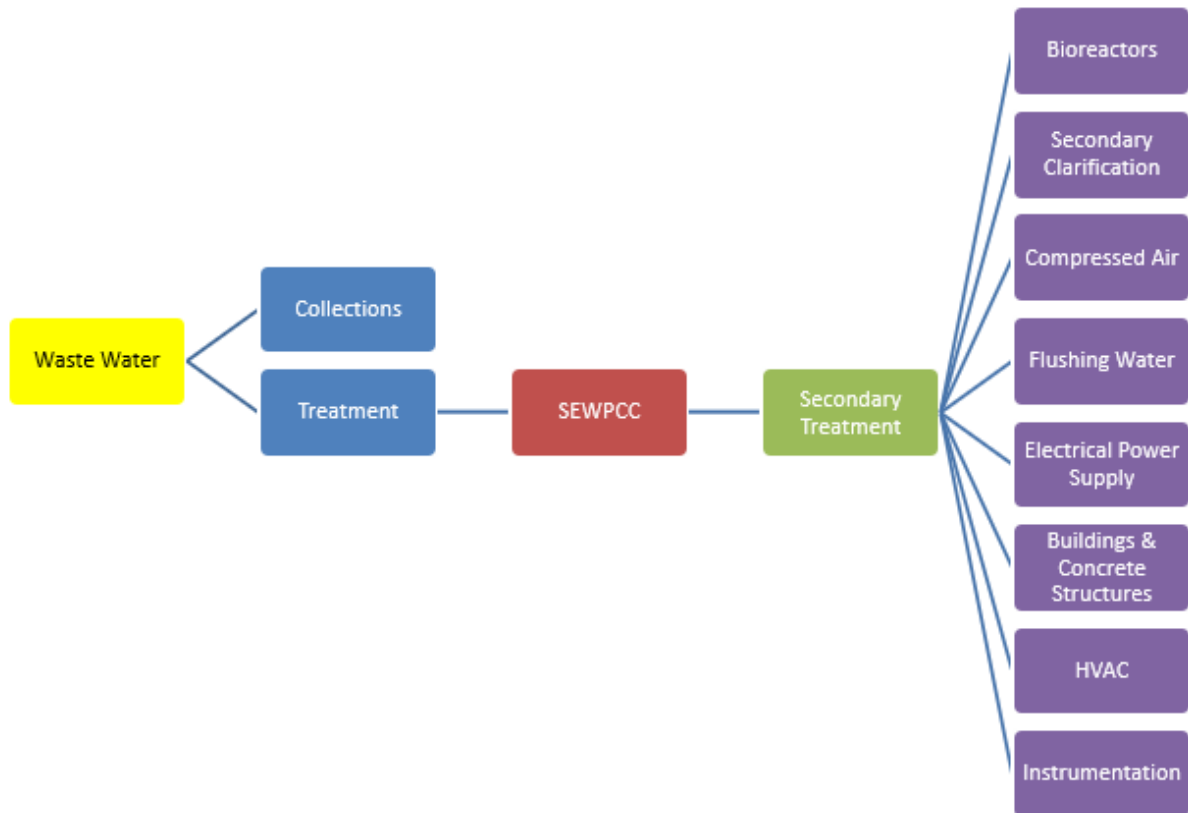 Waste Water
Collections
Treatment
SEWPCC
Secondary
Treatment
Bioreactors
Secondary
Clarification
Compressed Air
Flushing Water
Electrical Power
Supply
Buildings &
Concrete
Structures
HVAC
Instrumentation